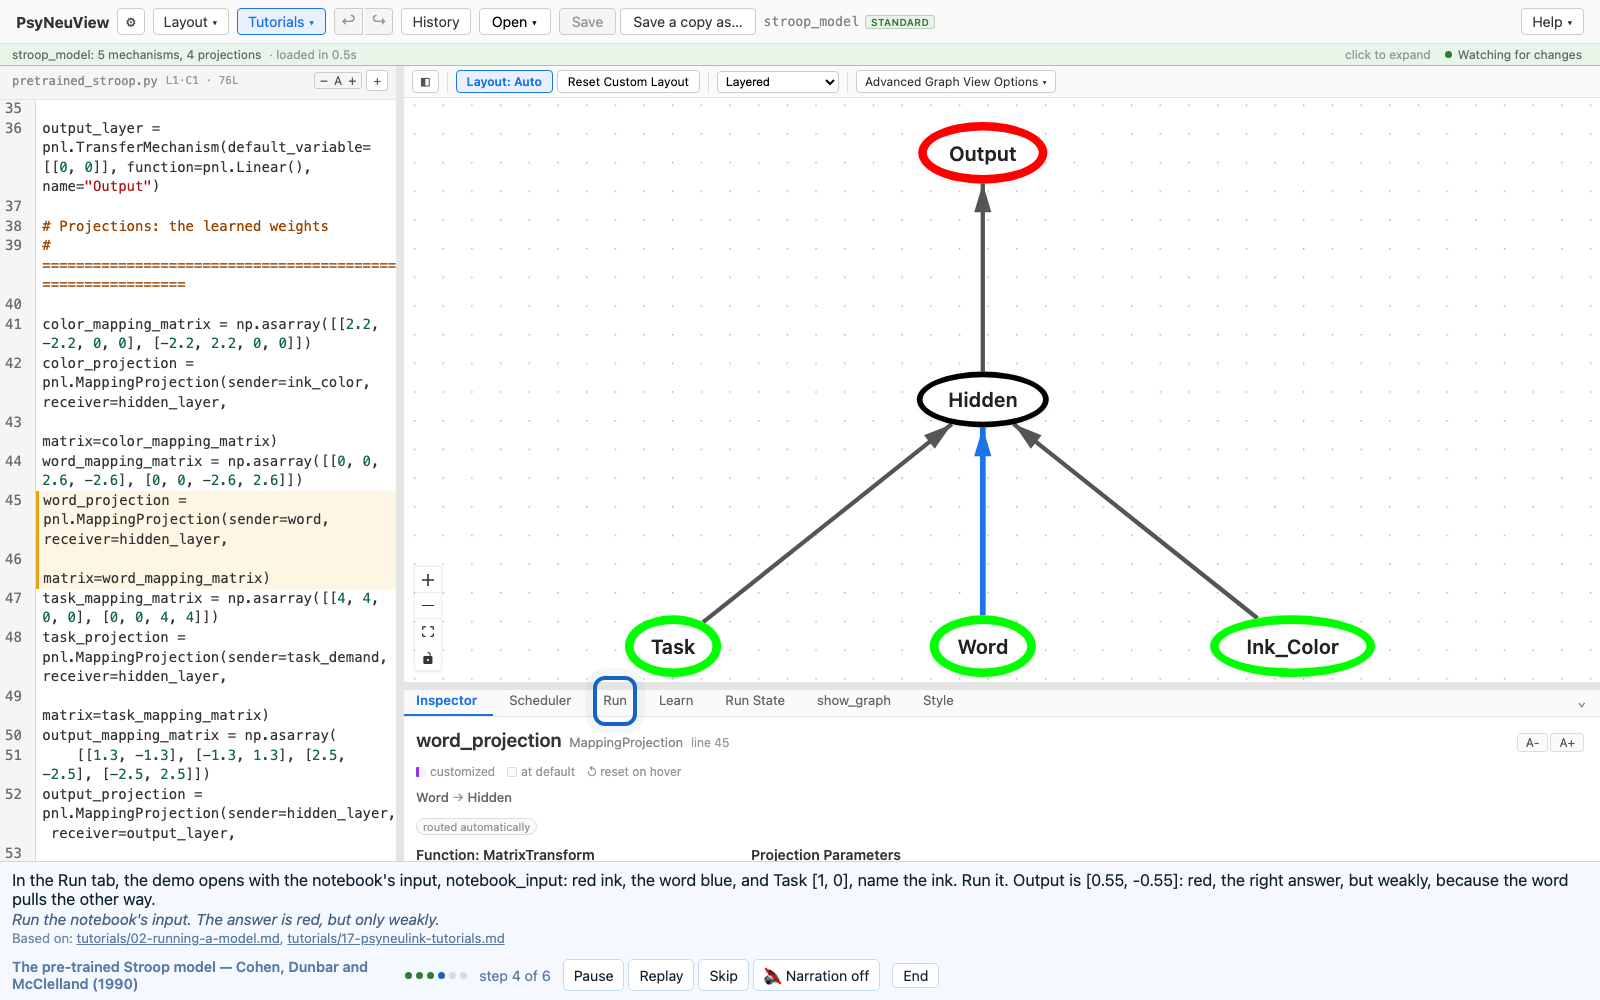 PsyNeuView
Layout ▾
Tutorials ▾
History
Open ▾
Save
Save a copy as...
stroop_model
STANDARD
Help ▾
stroop_model: 5 mechanisms, 4 projections · loaded in 0.5s
click to expand
Watching for changes
pretrained_stroop.py L1·C1 · 76L
− A +
+
Layout: Auto
Reset Custom Layout
Layered
Advanced Graph View Options ▾
35
36 output_layer =
pnl.TransferMechanism(default_variable=
[[0, 0]], function=pnl.Linear(),
name="Output")
37
38 # Projections: the learned weights
39 #
==========================================
=================
40
41 color_mapping_matrix = np.asarray([[2.2,
-2.2, 0, 0], [-2.2, 2.2, 0, 0]])
42 color_projection =
pnl.MappingProjection(sender=ink_color,
receiver=hidden_layer,
43
matrix=color_mapping_matrix)
44 word_mapping_matrix = np.asarray([[0, 0,
2.6, -2.6], [0, 0, -2.6, 2.6]])
45 word_projection =
pnl.MappingProjection(sender=word,
receiver=hidden_layer,
46
matrix=word_mapping_matrix)
47 task_mapping_matrix = np.asarray([[4, 4,
0, 0], [0, 0, 4, 4]])
48 task_projection =
pnl.MappingProjection(sender=task_demand,
receiver=hidden_layer,
49
matrix=task_mapping_matrix)
50 output_mapping_matrix = np.asarray(
51 [[1.3, -1.3], [-1.3, 1.3], [2.5,
-2.5], [-2.5, 2.5]])
52 output_projection =
pnl.MappingProjection(sender=hidden_layer,
receiver=output_layer,
53
Output
Hidden
Task
Word
Ink_Color
Inspector
Scheduler
Run
Learn
Run State
show_graph
Style
word_projection MappingProjection line 45
A-
A+
customized
at default
reset on hover
Word → Hidden
routed automatically
Function: MatrixTransform
Projection Parameters
In the Run tab, the demo opens with the notebook's input, notebook_input: red ink, the word blue, and Task [1, 0], name the ink. Run it. Output is [0.55, -0.55]: red, the right answer, but weakly, because the word
pulls the other way.
Run the notebook's input. The answer is red, but only weakly.
Based on: tutorials/02-running-a-model.md, tutorials/17-psyneulink-tutorials.md
The pre-trained Stroop model — Cohen, Dunbar and
McClelland (1990)
step 4 of 6
Pause
Replay
Skip
Narration off
End